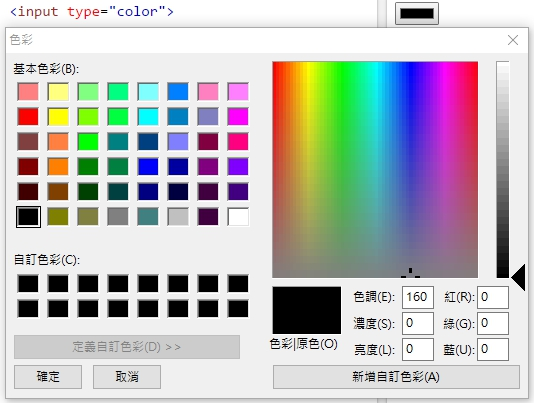 <input type="color">
色彩
基本色彩(B):
自訂色彩(C):
定義自訂色彩(D) >>
確定
取消
色彩|原色(O)
色調(E): 160
濃度(S): 0
亮度(L): 0
紅(R): 0
綠(G): 0
藍(U): 0
新增自訂色彩(A)